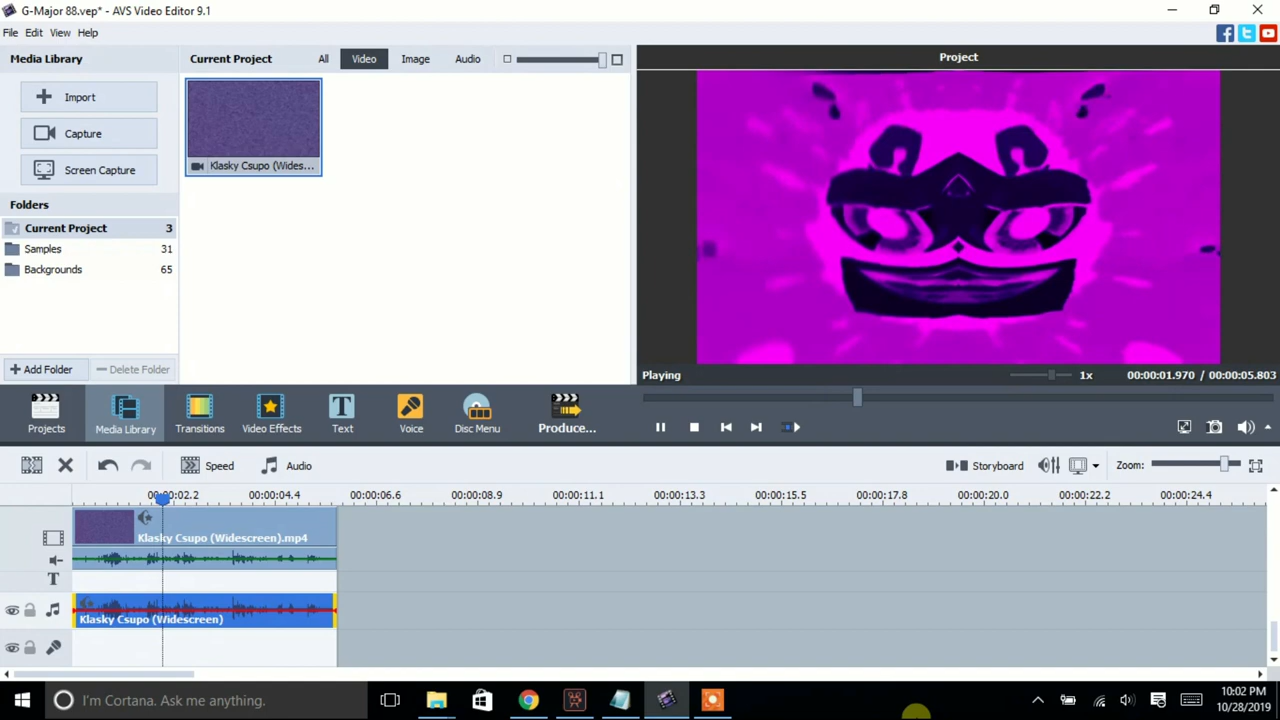 G-Major 88.vep* - AVS Video Editor 9.1
File Edit View Help
Media Library
Current Project All Video Image Audio
Project
Import
Capture
Screen Capture
Klasky Csupo (Wides...
Folders
Current Project 3
Samples 31
Backgrounds 65
Add Folder Delete Folder
Playing 1x 00:00:01.970 / 00:00:05.803
Projects Media Library Transitions Video Effects Text Voice Disc Menu Produce...
Speed Audio Storyboard Zoom:
00:00:02.2 00:00:04.4 00:00:06.6 00:00:08.9 00:00:11.1 00:00:13.3 00:00:15.5 00:00:17.8 00:00:20.0 00:00:22.2 00:00:24.4
Klasky Csupo (Widescreen).mp4
T
Klasky Csupo (Widescreen)
I'm Cortana. Ask me anything.
10:02 PM
10/28/2019